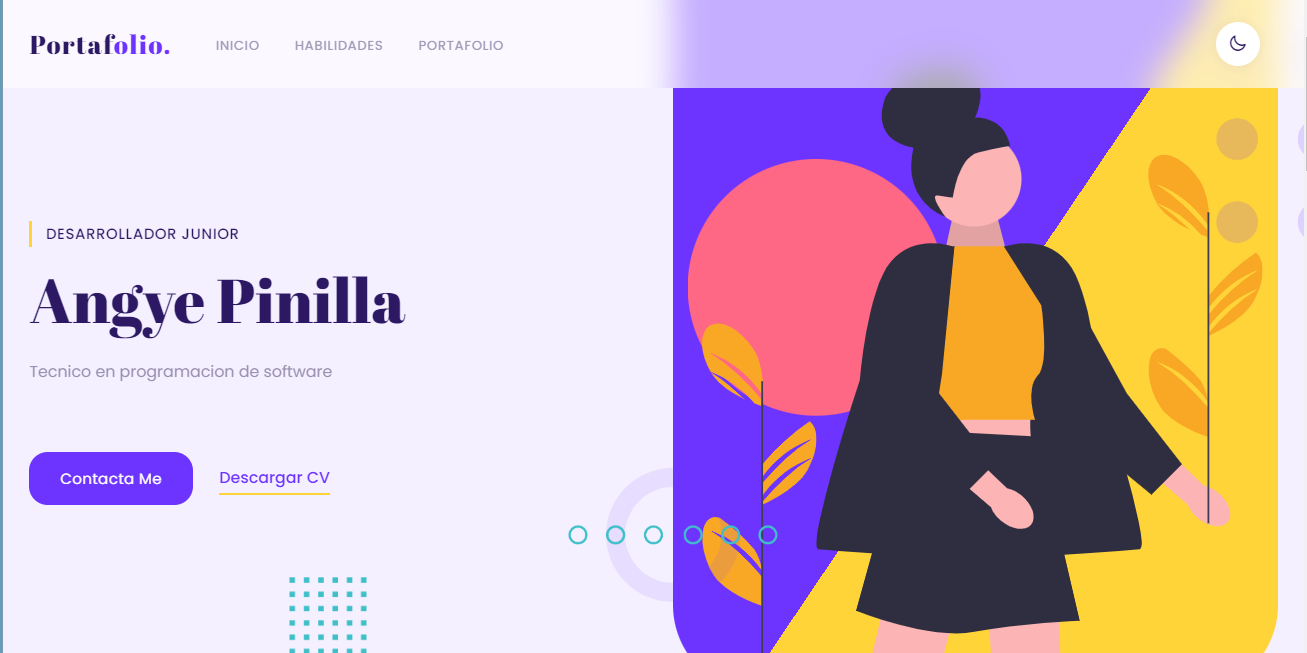 Portafolio.
INICIO HABILIDADES PORTAFOLIO
DESARROLLADOR JUNIOR
Angye Pinilla
Tecnico en programacion de software
Contacta Me Descargar CV